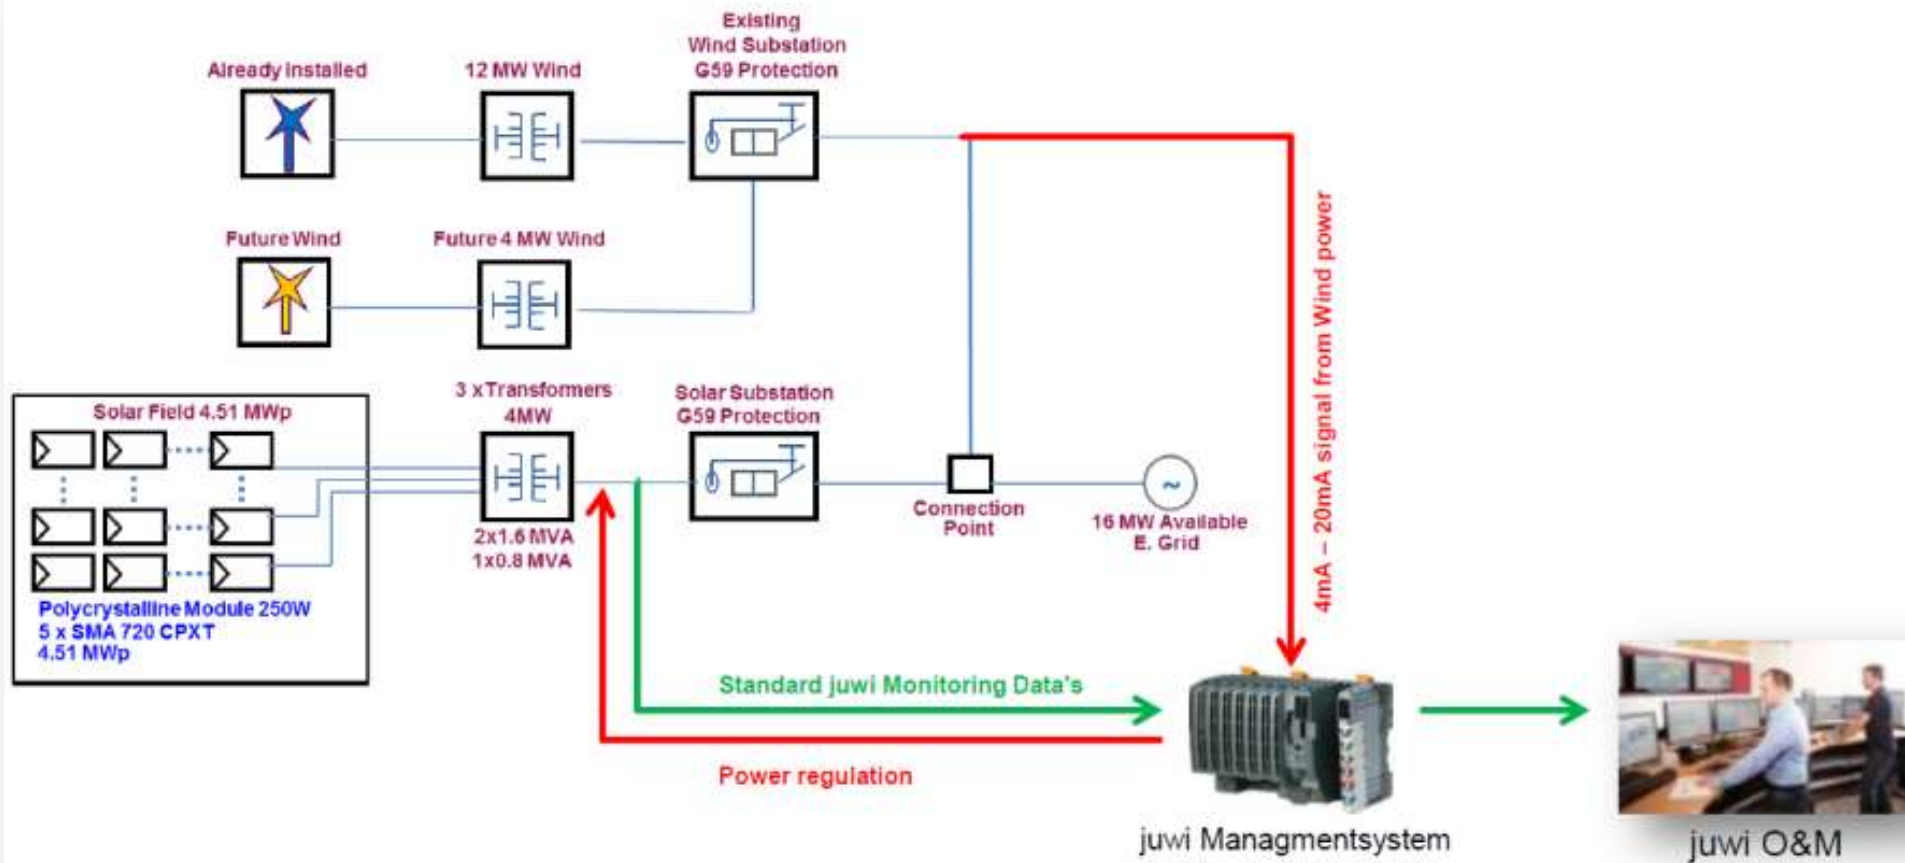 Existing
Wind Substation
G59 Protection
Already Installed
12 MW Wind
Future Wind
Future 4 MW Wind
4mA – 20mA signal from Wind power
3 x Transformers
4MW
Solar Substation
G59 Protection
Solar Field 4.51 MWp
~
Connection
Point
16 MW Available
E. Grid
2x1.6 MVA
1x0.8 MVA
Polycrystalline Module 250W
5 x SMA 720 CPXT
4.51 MWp
Standard juwi Monitoring Data's
Power regulation
juwi Managmentsystem
juwi O&M